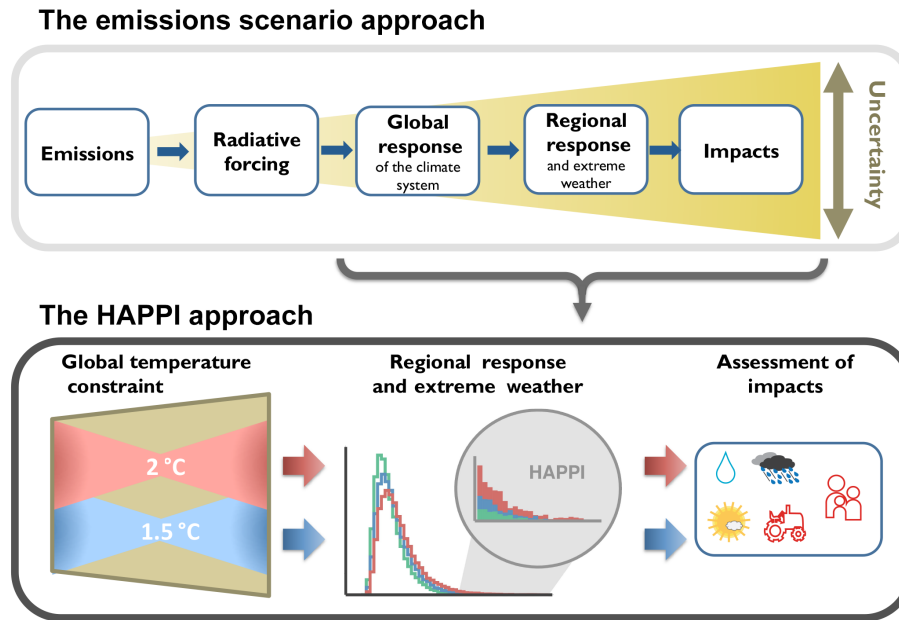 The emissions scenario approach
Emissions
Radiative
forcing
Global
response
of the climate
system
Regional
response
and extreme
weather
Impacts
Uncertainty
The HAPPI approach
Global temperature
constraint
2 °C
1.5 °C
Regional response
and extreme weather
HAPPI
Assessment of
impacts